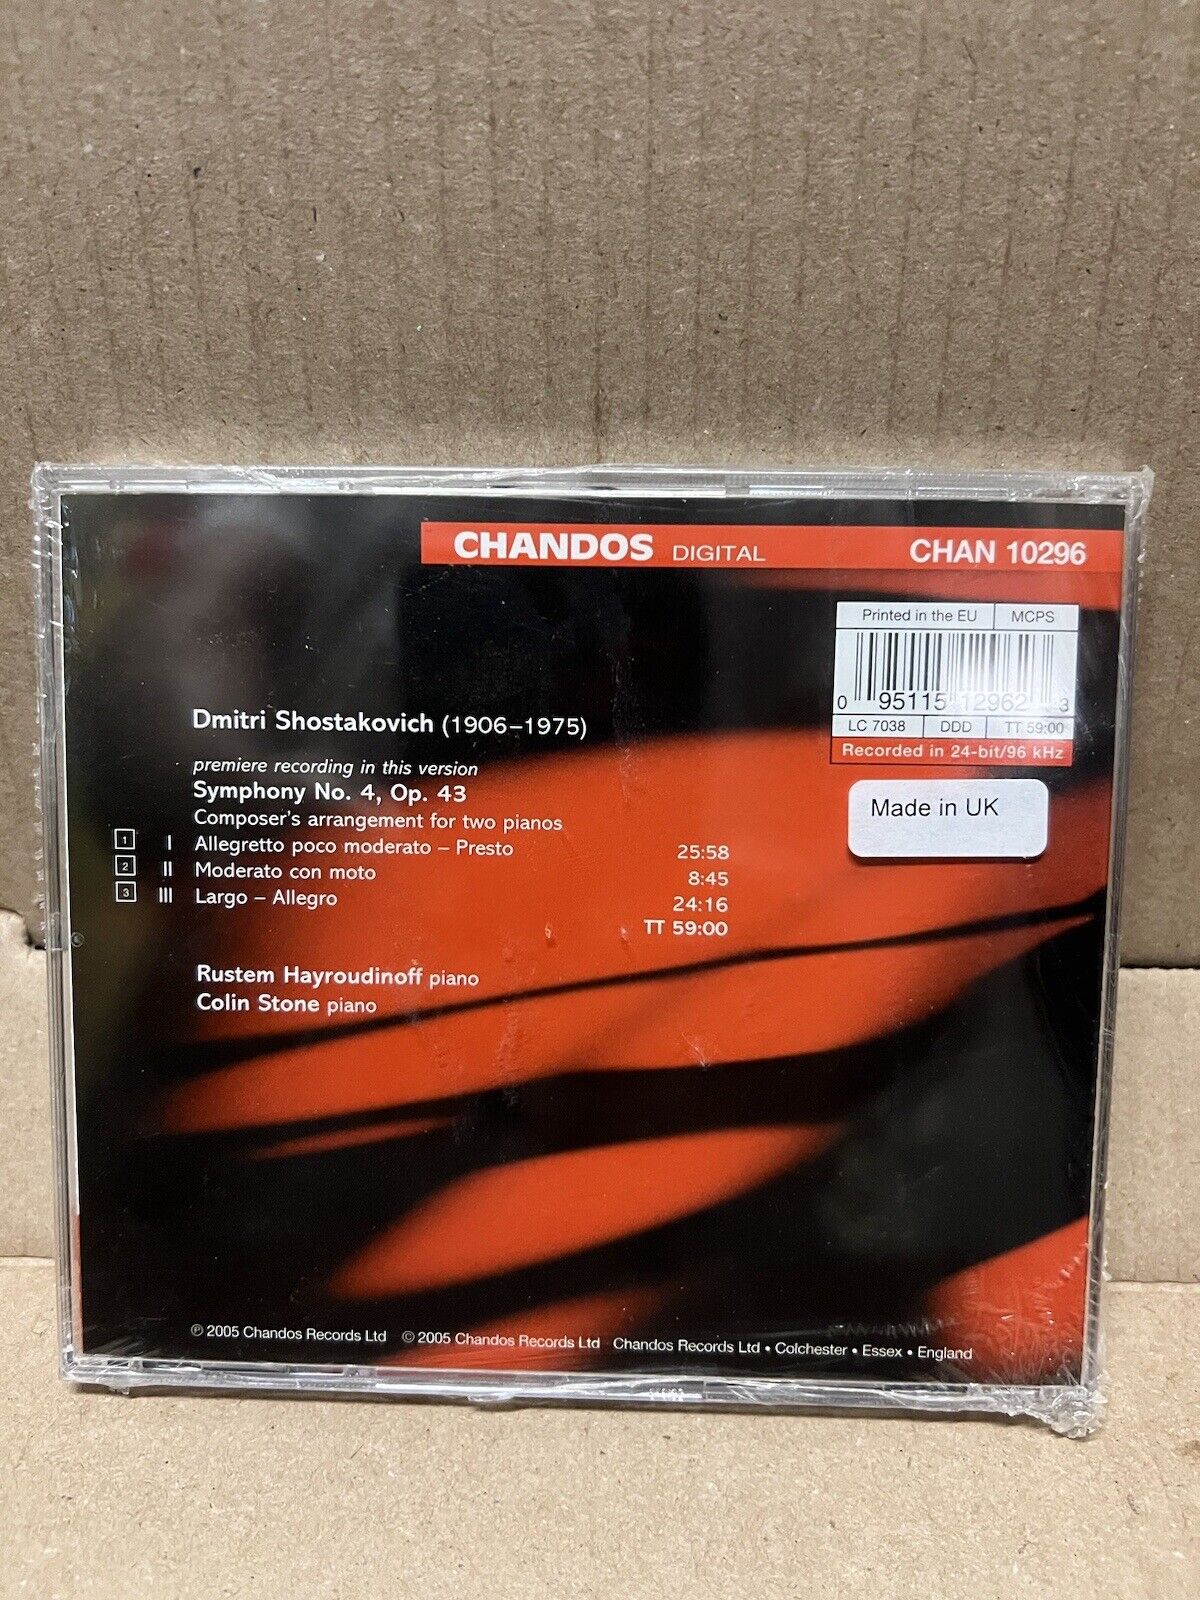 CHANDOS DIGITAL CHAN 10296
Printed in the EU MCPS
0 95115 12962 3
LC 7038 DDD TT 59:00
Recorded in 24-bit/96 kHz
Made in UK
Dmitri Shostakovich (1906–1975)
premiere recording in this version
Symphony No. 4, Op. 43
Composer's arrangement for two pianos
1 I Allegretto poco moderato – Presto 25:58
2 II Moderato con moto 8:45
3 III Largo – Allegro 24:16
TT 59:00
Rustem Hayroudinoff piano
Colin Stone piano
℗ 2005 Chandos Records Ltd © 2005 Chandos Records Ltd Chandos Records Ltd • Colchester • Essex • England